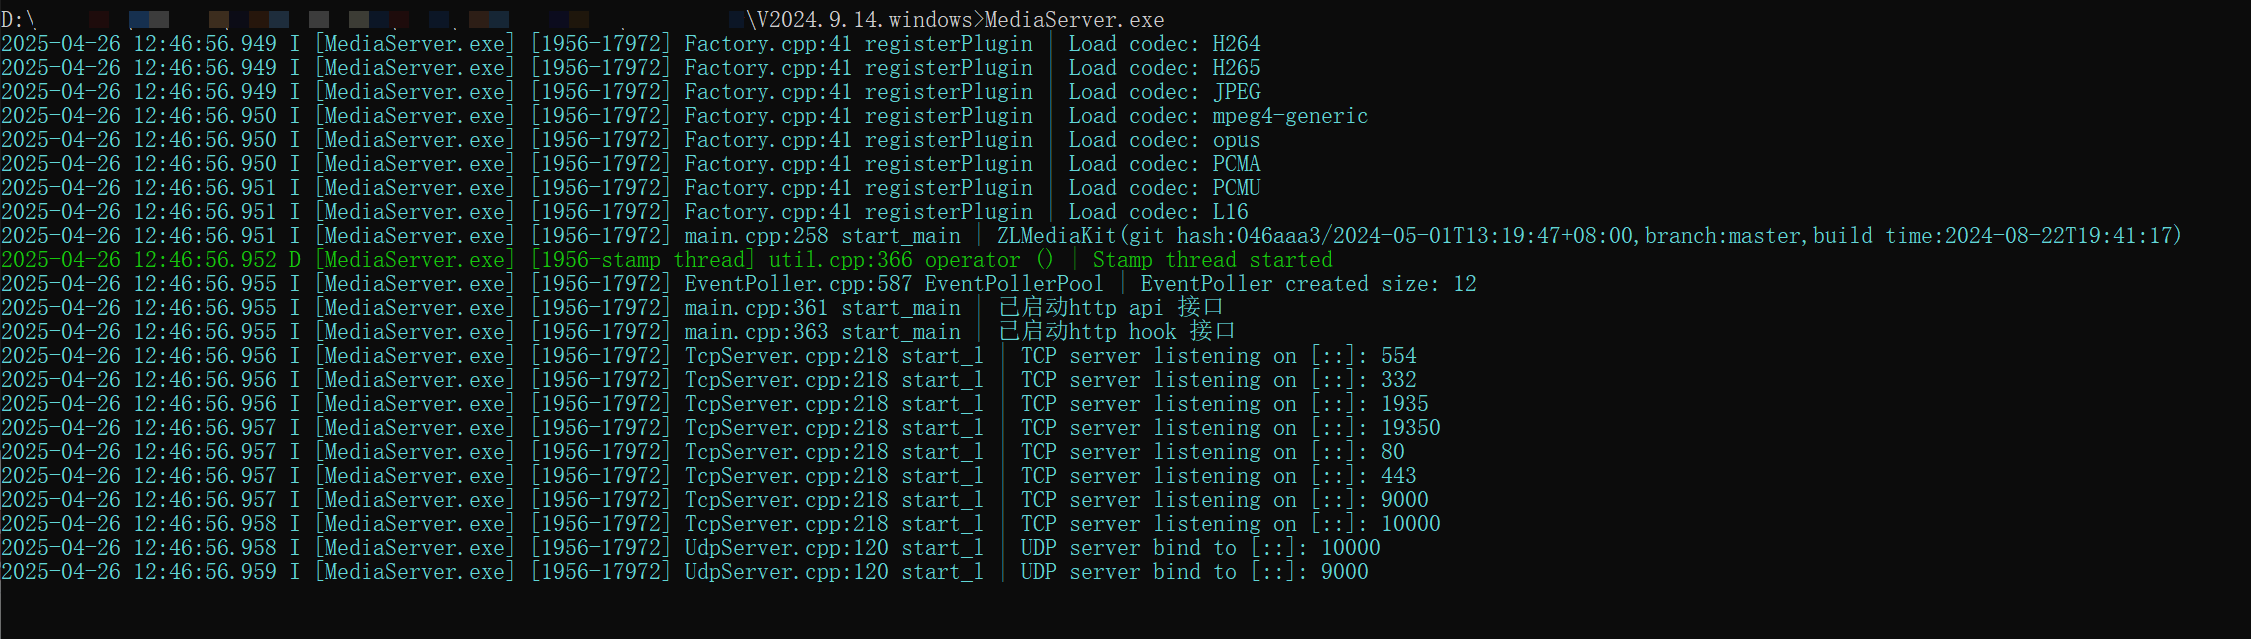 D:\ \V2024.9.14.windows>MediaServer.exe
2025-04-26 12:46:56.949 I [MediaServer.exe] [1956-17972] Factory.cpp:41 registerPlugin | Load codec: H264
2025-04-26 12:46:56.949 I [MediaServer.exe] [1956-17972] Factory.cpp:41 registerPlugin | Load codec: H265
2025-04-26 12:46:56.949 I [MediaServer.exe] [1956-17972] Factory.cpp:41 registerPlugin | Load codec: JPEG
2025-04-26 12:46:56.950 I [MediaServer.exe] [1956-17972] Factory.cpp:41 registerPlugin | Load codec: mpeg4-generic
2025-04-26 12:46:56.950 I [MediaServer.exe] [1956-17972] Factory.cpp:41 registerPlugin | Load codec: opus
2025-04-26 12:46:56.950 I [MediaServer.exe] [1956-17972] Factory.cpp:41 registerPlugin | Load codec: PCMA
2025-04-26 12:46:56.951 I [MediaServer.exe] [1956-17972] Factory.cpp:41 registerPlugin | Load codec: PCMU
2025-04-26 12:46:56.951 I [MediaServer.exe] [1956-17972] Factory.cpp:41 registerPlugin | Load codec: L16
2025-04-26 12:46:56.951 I [MediaServer.exe] [1956-17972] main.cpp:258 start_main | ZLMediaKit(git hash:046aaa3/2024-05-01T13:19:47+08:00,branch:master,build time:2024-08-22T19:41:17)
2025-04-26 12:46:56.952 D [MediaServer.exe] [1956-stamp thread] util.cpp:366 operator () | Stamp thread started
2025-04-26 12:46:56.955 I [MediaServer.exe] [1956-17972] EventPoller.cpp:587 EventPollerPool | EventPoller created size: 12
2025-04-26 12:46:56.955 I [MediaServer.exe] [1956-17972] main.cpp:361 start_main | 已启动http api 接口
2025-04-26 12:46:56.955 I [MediaServer.exe] [1956-17972] main.cpp:363 start_main | 已启动http hook 接口
2025-04-26 12:46:56.956 I [MediaServer.exe] [1956-17972] TcpServer.cpp:218 start_l | TCP server listening on [::]: 554
2025-04-26 12:46:56.956 I [MediaServer.exe] [1956-17972] TcpServer.cpp:218 start_l | TCP server listening on [::]: 332
2025-04-26 12:46:56.956 I [MediaServer.exe] [1956-17972] TcpServer.cpp:218 start_l | TCP server listening on [::]: 1935
2025-04-26 12:46:56.957 I [MediaServer.exe] [1956-17972] TcpServer.cpp:218 start_l | TCP server listening on [::]: 19350
2025-04-26 12:46:56.957 I [MediaServer.exe] [1956-17972] TcpServer.cpp:218 start_l | TCP server listening on [::]: 80
2025-04-26 12:46:56.957 I [MediaServer.exe] [1956-17972] TcpServer.cpp:218 start_l | TCP server listening on [::]: 443
2025-04-26 12:46:56.957 I [MediaServer.exe] [1956-17972] TcpServer.cpp:218 start_l | TCP server listening on [::]: 9000
2025-04-26 12:46:56.958 I [MediaServer.exe] [1956-17972] TcpServer.cpp:218 start_l | TCP server listening on [::]: 10000
2025-04-26 12:46:56.958 I [MediaServer.exe] [1956-17972] UdpServer.cpp:120 start_l | UDP server bind to [::]: 10000
2025-04-26 12:46:56.959 I [MediaServer.exe] [1956-17972] UdpServer.cpp:120 start_l | UDP server bind to [::]: 9000